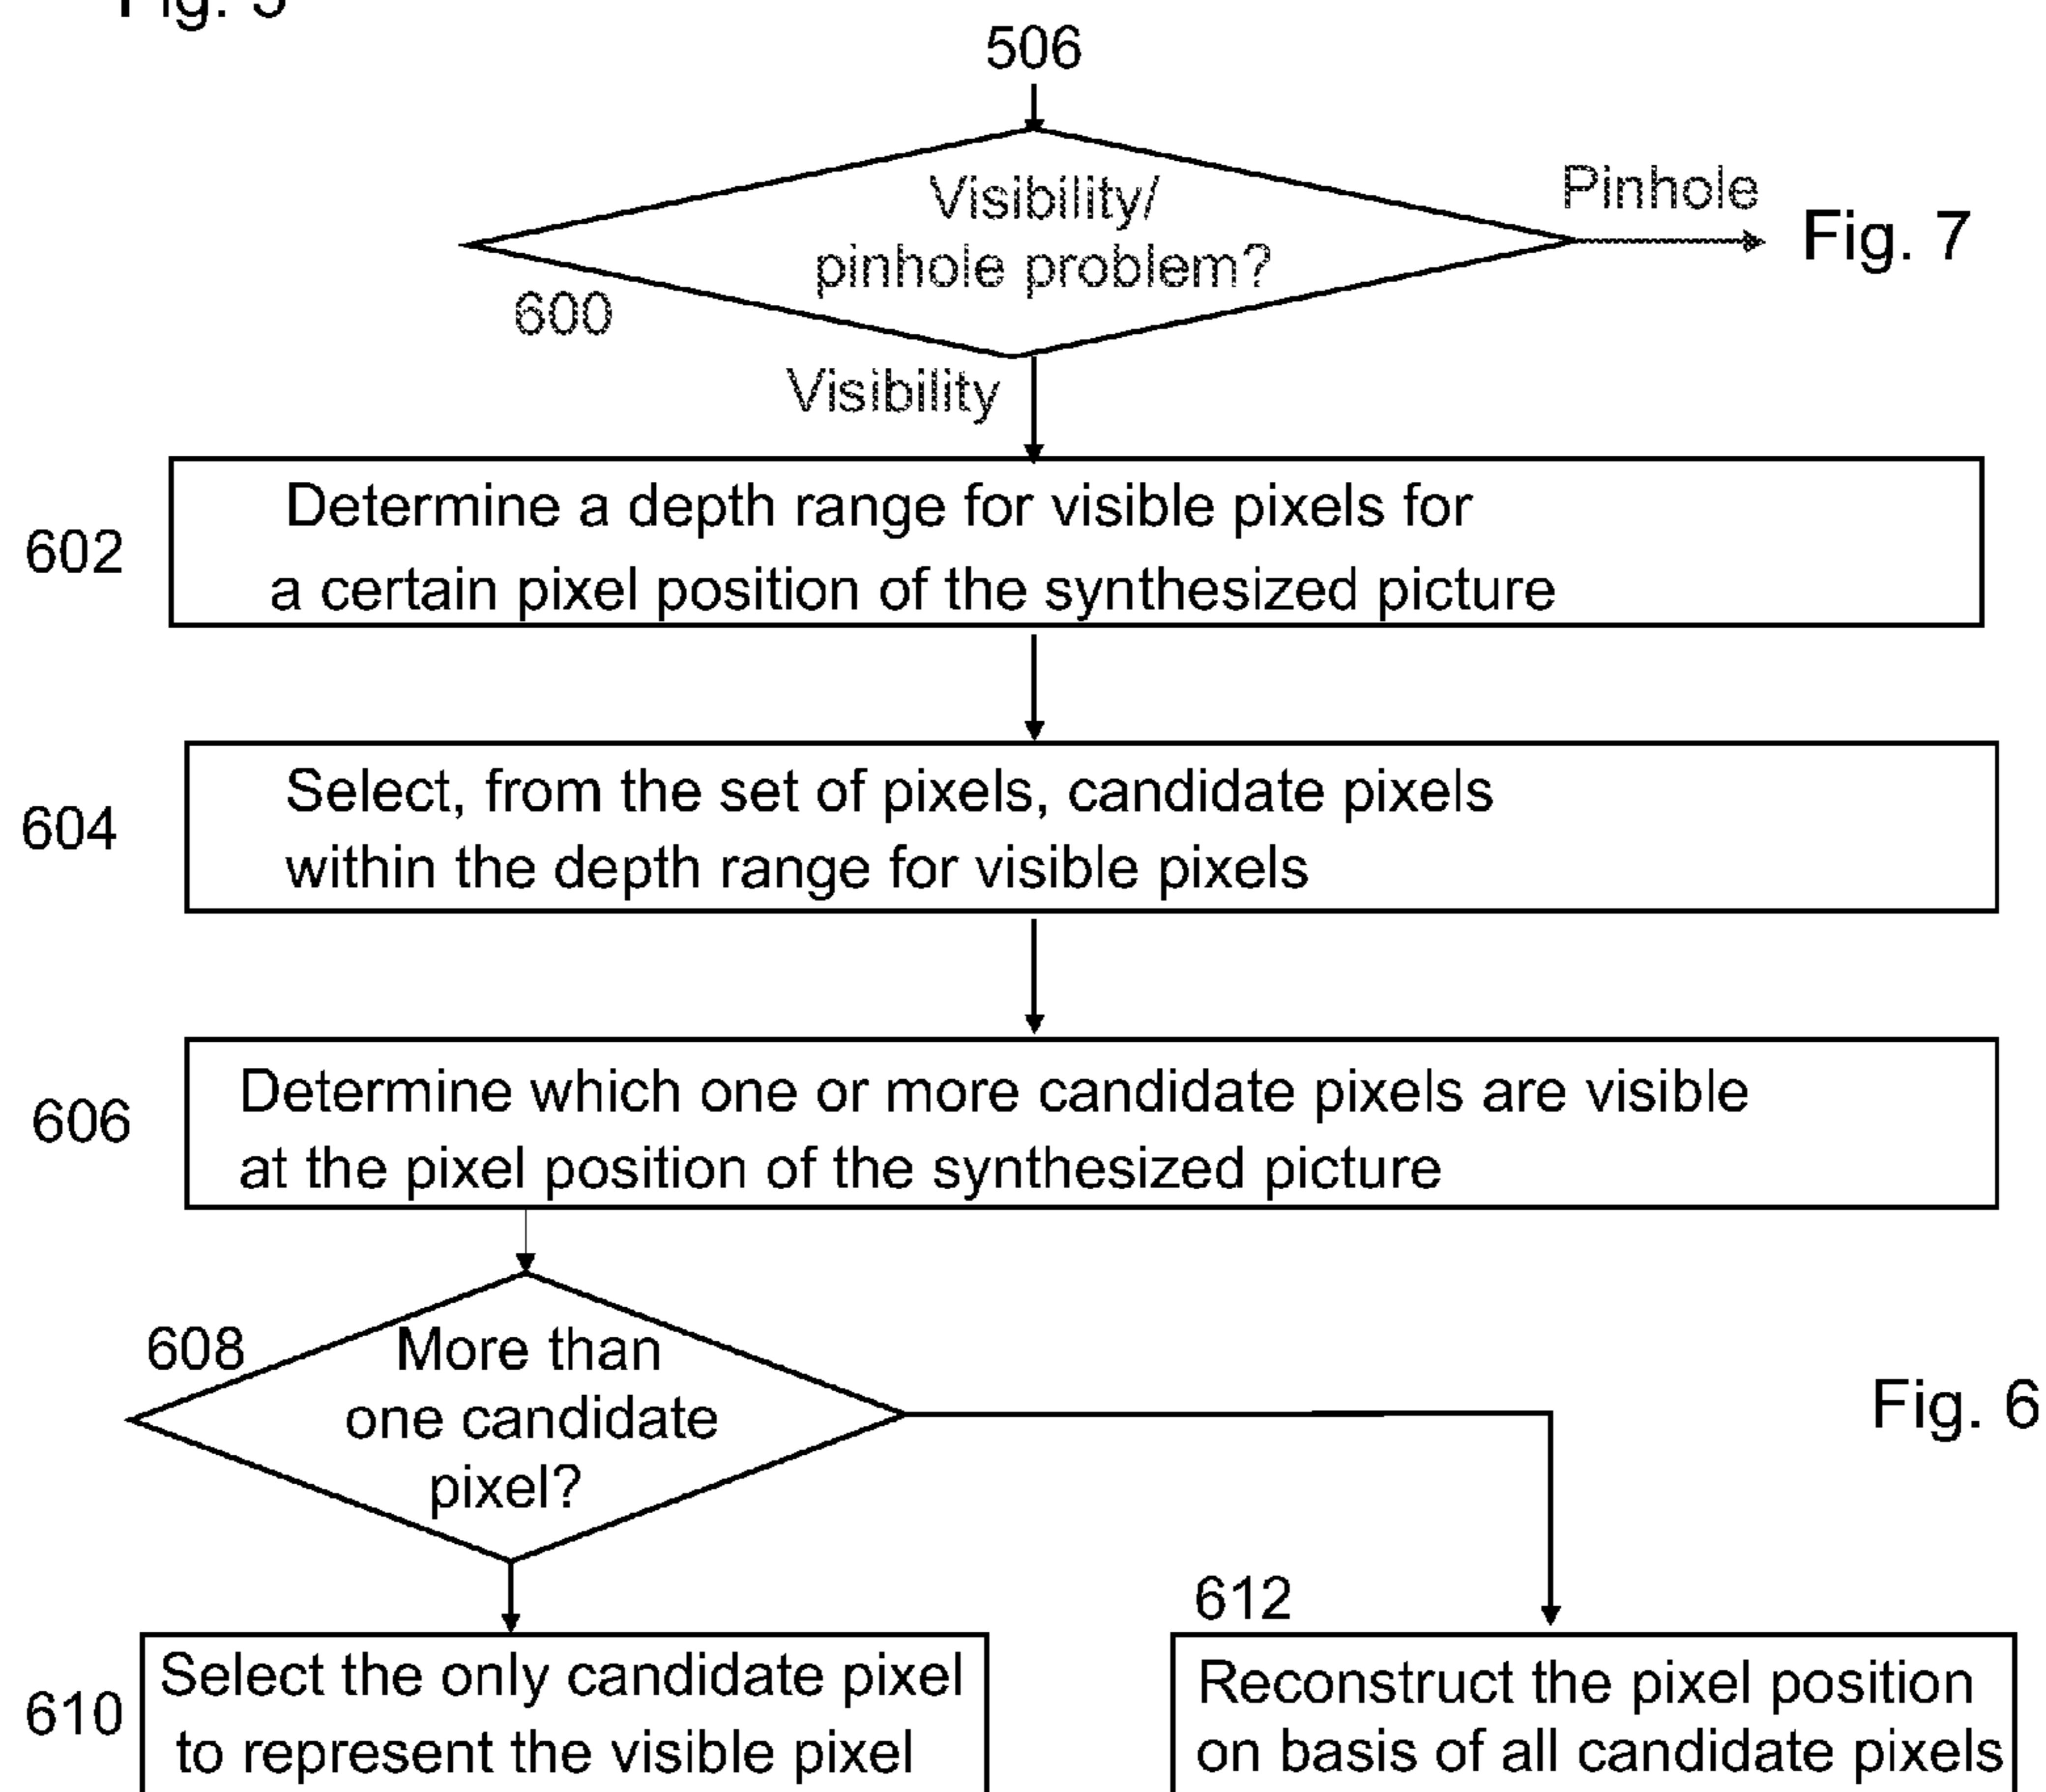 Fig. 5
506
Visibility/
pinhole problem?
Pinhole
Fig. 7
600
Visibility
602
Determine a depth range for visible pixels for
a certain pixel position of the synthesized picture
604
Select, from the set of pixels, candidate pixels
within the depth range for visible pixels
606
Determine which one or more candidate pixels are visible
at the pixel position of the synthesized picture
608
More than
one candidate
pixel?
Fig. 6
610
Select the only candidate pixel
to represent the visible pixel
612
Reconstruct the pixel position
on basis of all candidate pixels